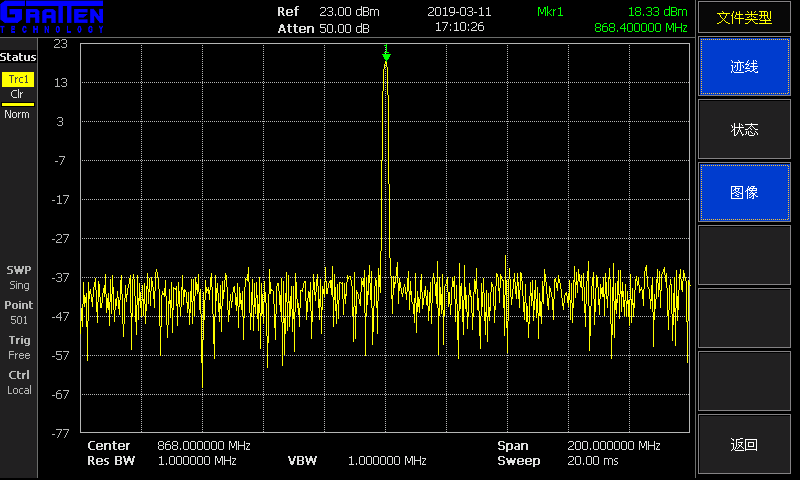 GRATTEN
TECHNOLOGY
Ref 23.00 dBm
Atten 50.00 dB
2019-03-11
17:10:26
Mkr1 18.33 dBm
868.400000 MHz
文件类型
Status
Trc1
Clr
Norm
SWP
Sing
Point
501
Trig
Free
Ctrl
Local
23
13
3
-7
-17
-27
-37
-47
-57
-67
-77
1
Center 868.000000 MHz
Span 200.000000 MHz
Res BW 1.000000 MHz
VBW 1.000000 MHz
Sweep 20.00 ms
迹线
状态
图像
返回